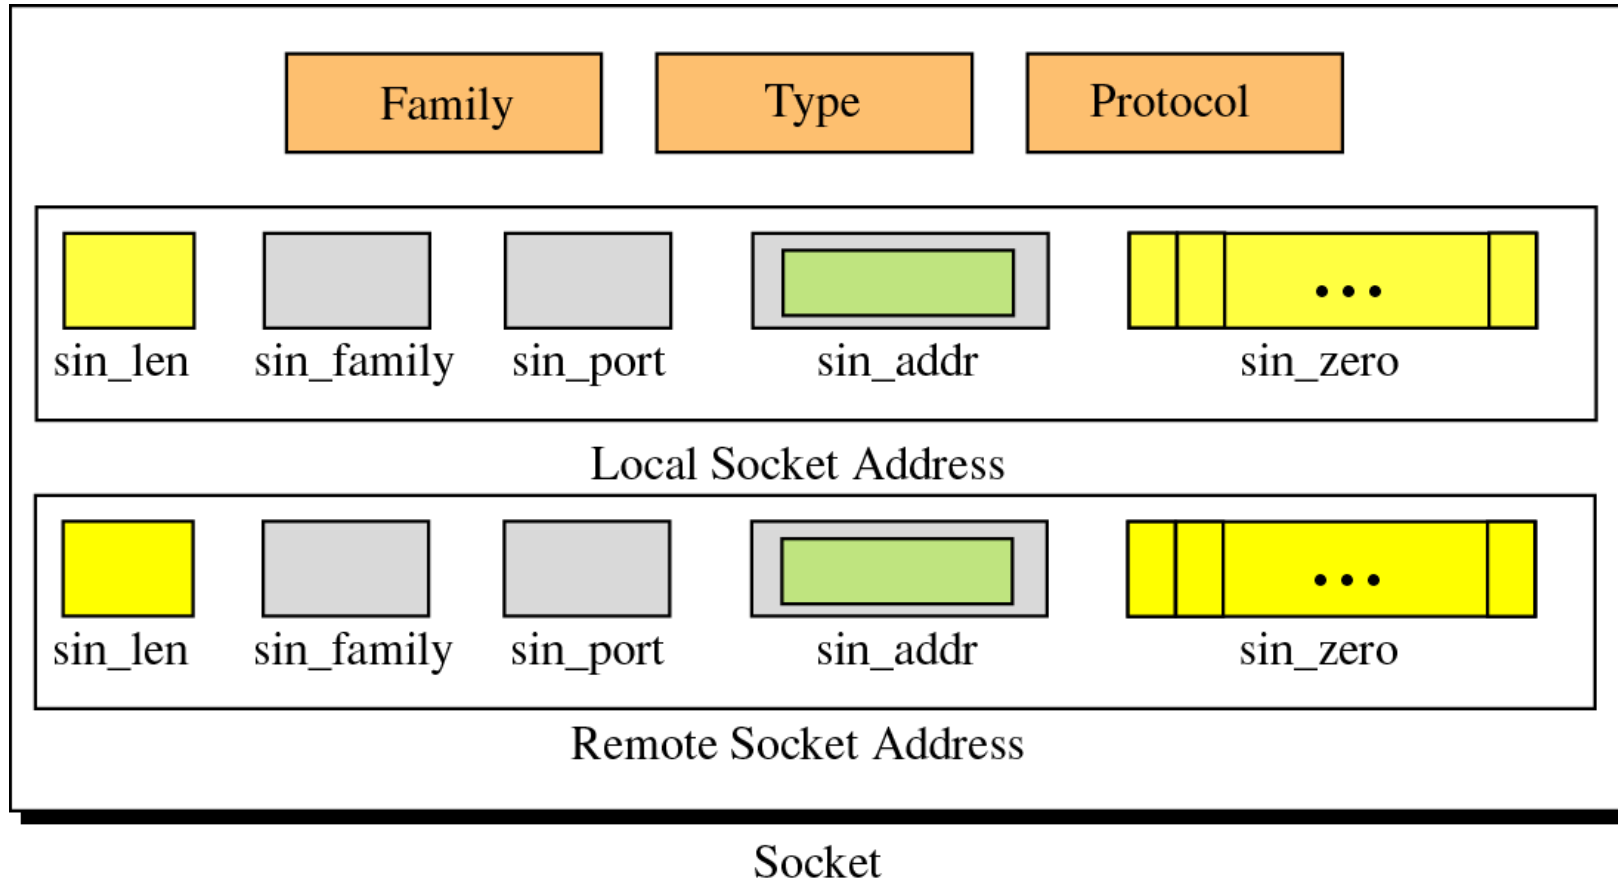 Family Type Protocol
sin_len sin_family sin_port sin_addr sin_zero
Local Socket Address
sin_len sin_family sin_port sin_addr sin_zero
Remote Socket Address
Socket